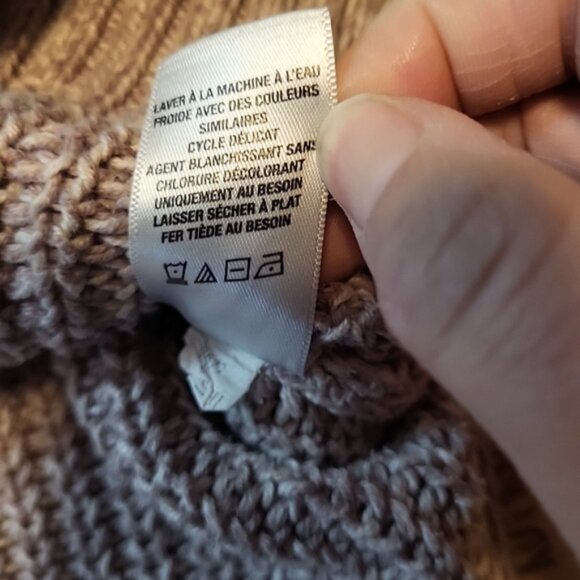 LAVER À LA MACHINE À L'EAU
FROIDE AVEC DES COULEURS
SIMILAIRES
CYCLE DÉLICAT
AGENT BLANCHISSANT SANS
CHLORURE DÉCOLORANT
UNIQUEMENT AU BESOIN
LAISSER SÉCHER À PLAT
FER TIÈDE AU BESOIN